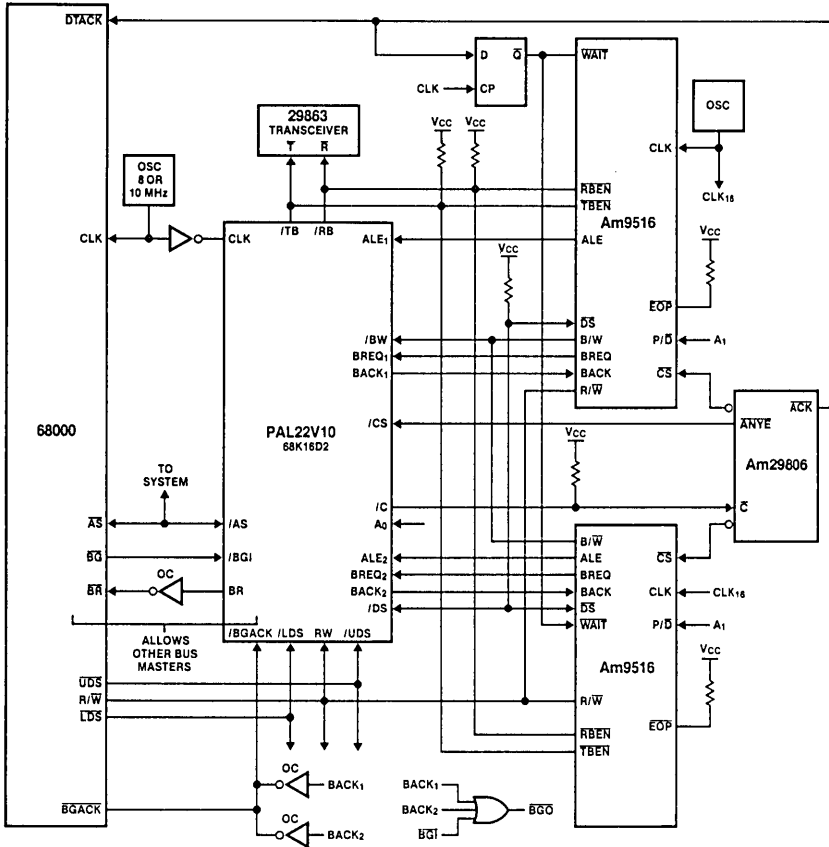 DTACK
D
Q
CLK
CP
WAIT
OSC
29863
TRANSCEIVER
T
R
VCC
VCC
CLK
CLK16
OSC
8 OR
10 MHz
RBEN
TBEN
Am9516
CLK
CLK
/TB
/RB
ALE1
ALE
VCC
VCC
EOP
DS
/BW
B/W
P/D
A1
BREQ1
BREQ
BACK1
BACK
CS
R/W
68000
PAL22V10
68K16D2
/CS
ANYE
ACK
Am29806
VCC
TO
SYSTEM
/C
C
AS
/AS
A0
B/W
BG
/BGI
ALE2
ALE
CS
BREQ2
BREQ
OC
BR
BR
BACK2
BACK
CLK
CLK16
/DS
DS
/BGACK
/LDS
RW
/UDS
WAIT
P/D
A1
ALLOWS
OTHER BUS
MASTERS
Am9516
VCC
UDS
R/W
R/W
LDS
RBEN
EOP
TBEN
OC
BACK1
BACK1
BGACK
OC
BACK2
BACK2
BGI
BGO